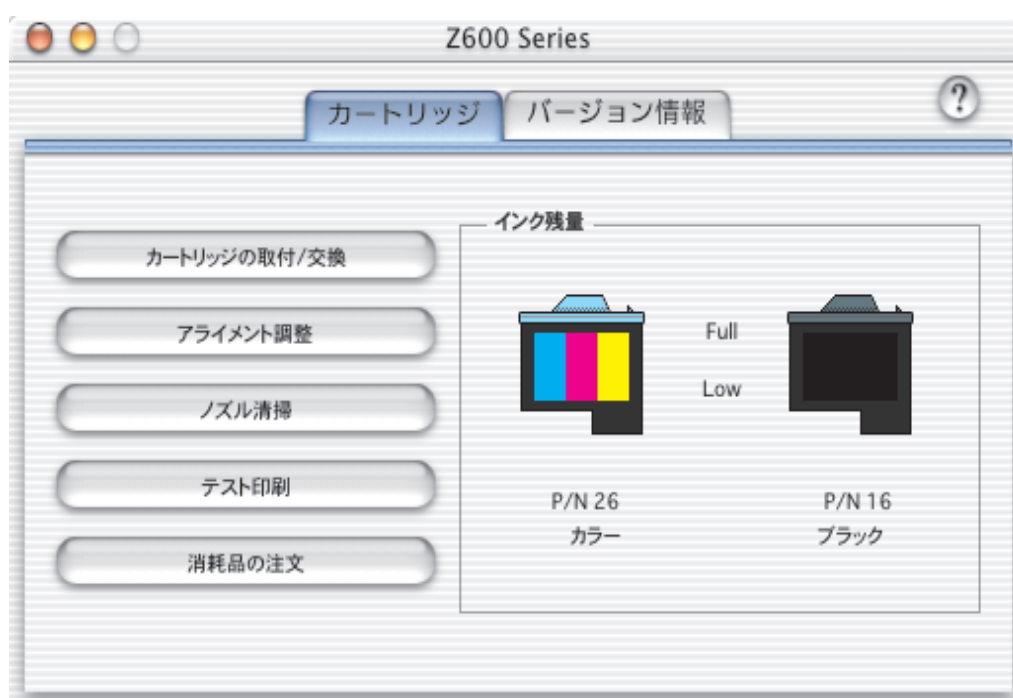 Z600 Series
カートリッジ
バージョン情報
?
カートリッジの取付/交換
アライメント調整
ノズル清掃
テスト印刷
消耗品の注文
インク残量
Full
Low
P/N 26
カラー
P/N 16
ブラック